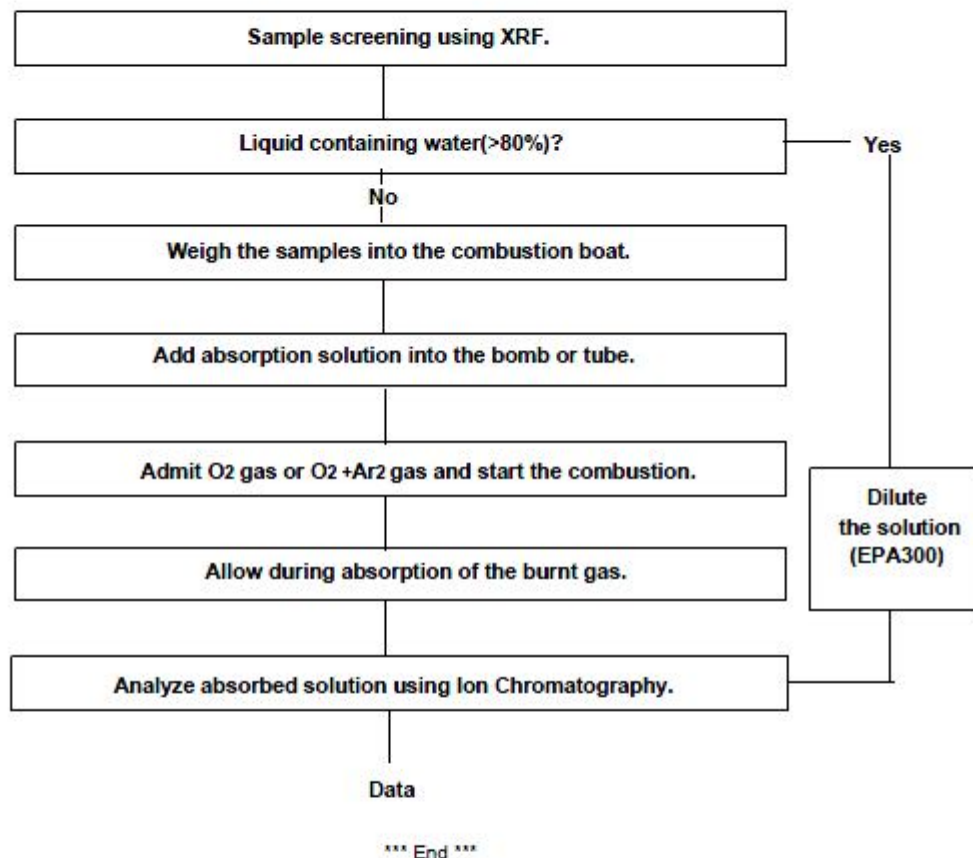 Sample screening using XRF.
Liquid containing water(>80%)?
Yes
No
Weigh the samples into the combustion boat.
Add absorption solution into the bomb or tube.
Admit O2 gas or O2 +Ar2 gas and start the combustion.
Dilute
the solution
(EPA300)
Allow during absorption of the burnt gas.
Analyze absorbed solution using Ion Chromatography.
Data
*** End ***